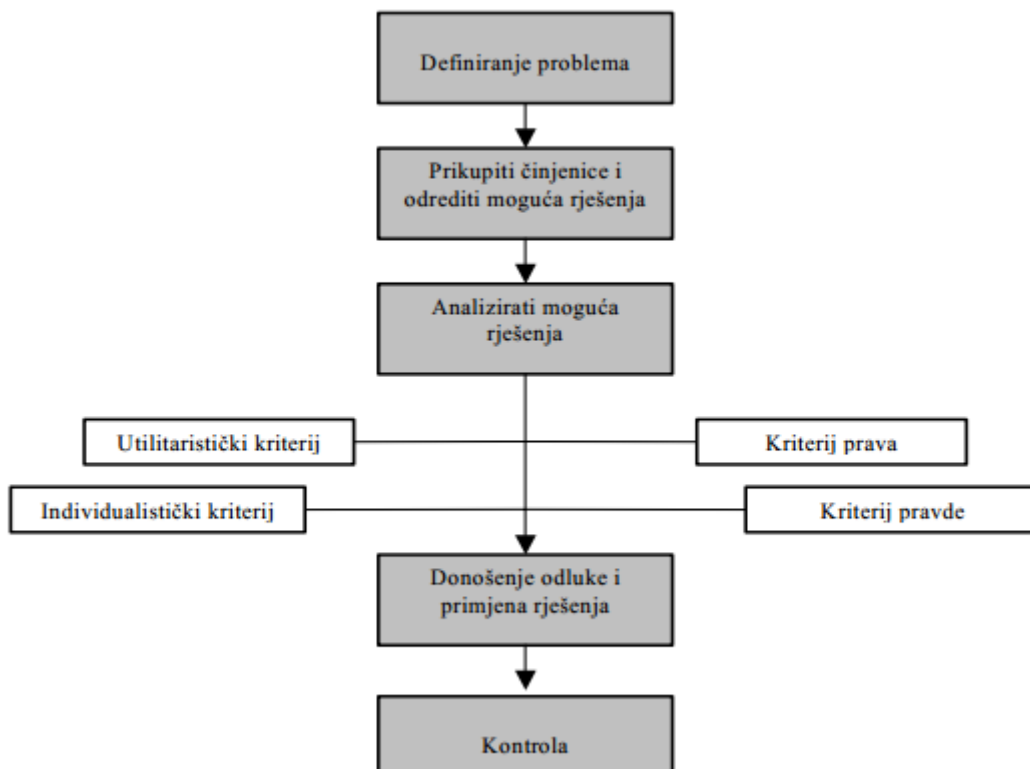 Definiranje problema
Prikupiti činjenice i
odrediti moguća rješenja
Analizirati moguća
rješenja
Utilitaristički kriterij
Kriterij prava
Individualistički kriterij
Kriterij pravde
Donošenje odluke i
primjena rješenja
Kontrola